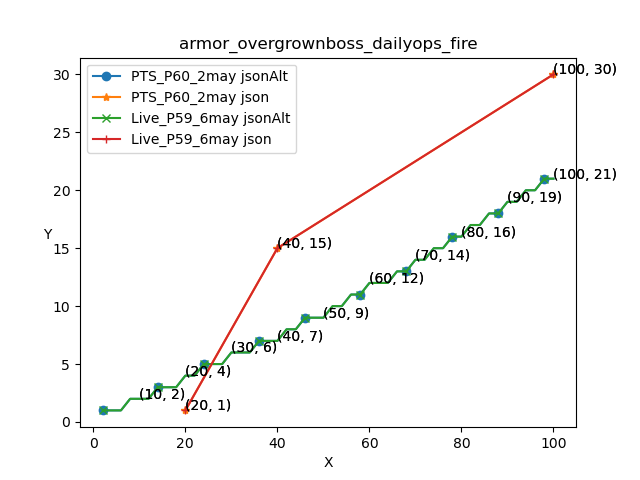 armor_overgrownboss_dailyops_fire
PTS_P60_2may jsonAlt
PTS_P60_2may json
Live_P59_6may jsonAlt
Live_P59_6may json
(100, 30)
(100, 21)
(90, 19)
(80, 16)
(40, 15)
(70, 14)
(60, 12)
(50, 9)
(40, 7)
(30, 6)
(20, 4)
(10, 2)
(20, 1)
Y
30
25
20
15
10
5
0
0 20 40 60 80 100
X